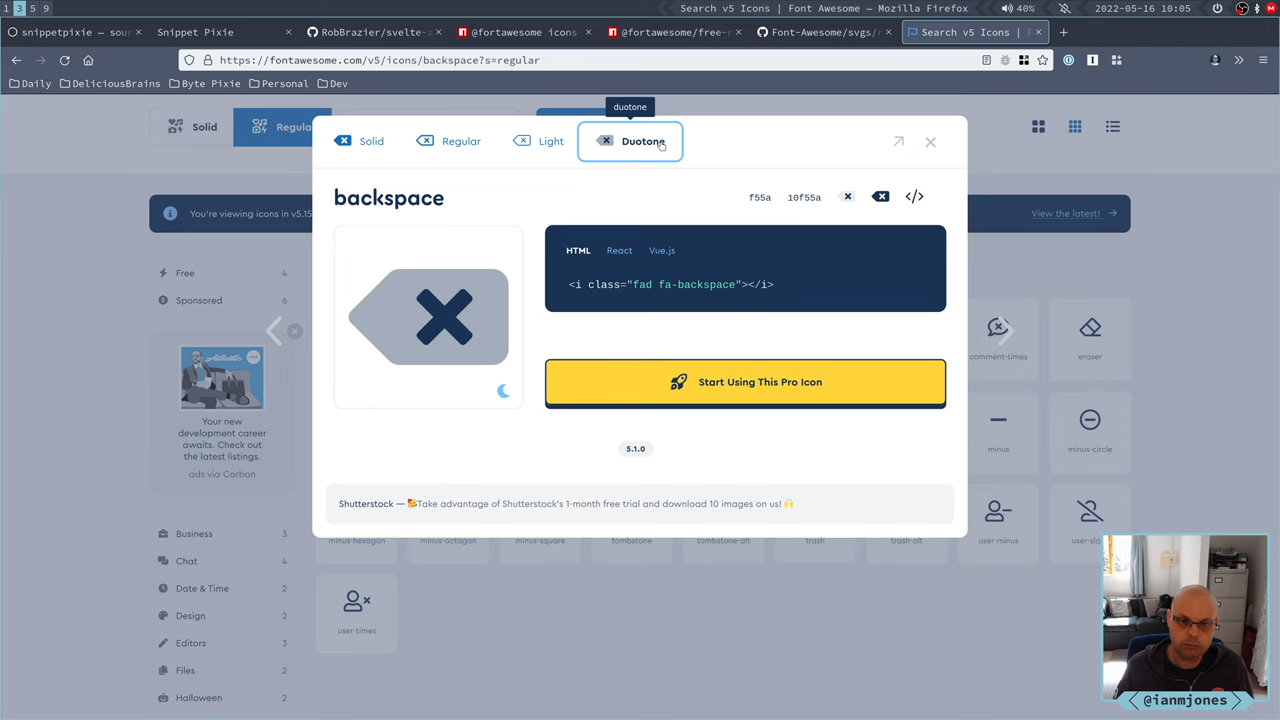 1 3 5 9
Search v5 Icons | Font Awesome — Mozilla Firefox
40%
2022-05-16 10:05
snippetpixie — sour
Snippet Pixie
RobBrazier/svelte-a
@fortawesome icons
@fortawesome/free-r
Font-Awesome/svgs/r
Search v5 Icons | F
https://fontawesome.com/v5/icons/backspace?s=regular
Daily
DeliciousBrains
Byte Pixie
Personal
Dev
duotone
Solid
Regula
Solid
Regular
Light
Duotone
You're viewing icons in v5.15
View the latest!
backspace
f55a
10f55a
HTML
React
Vue.js
<i class="fad fa-backspace"></i>
Free 4
Sponsored 6
Your new
development career
awaits. Check out
the latest listings.
ads via Carbon
comment-times
eraser
Start Using This Pro Icon
minus
minus-circle
5.1.0
Shutterstock — 🥰Take advantage of Shutterstock's 1-month free trial and download 10 images on us! 🙌
Business 3
Chat 4
Date & Time 2
Design 2
Editors 3
Files 2
Halloween 2
minus-hexagon
minus-octagon
minus-square
tombstone
tombstone-alt
trash
trash-alt
user-minus
user-sla
user-times
@ianmjones